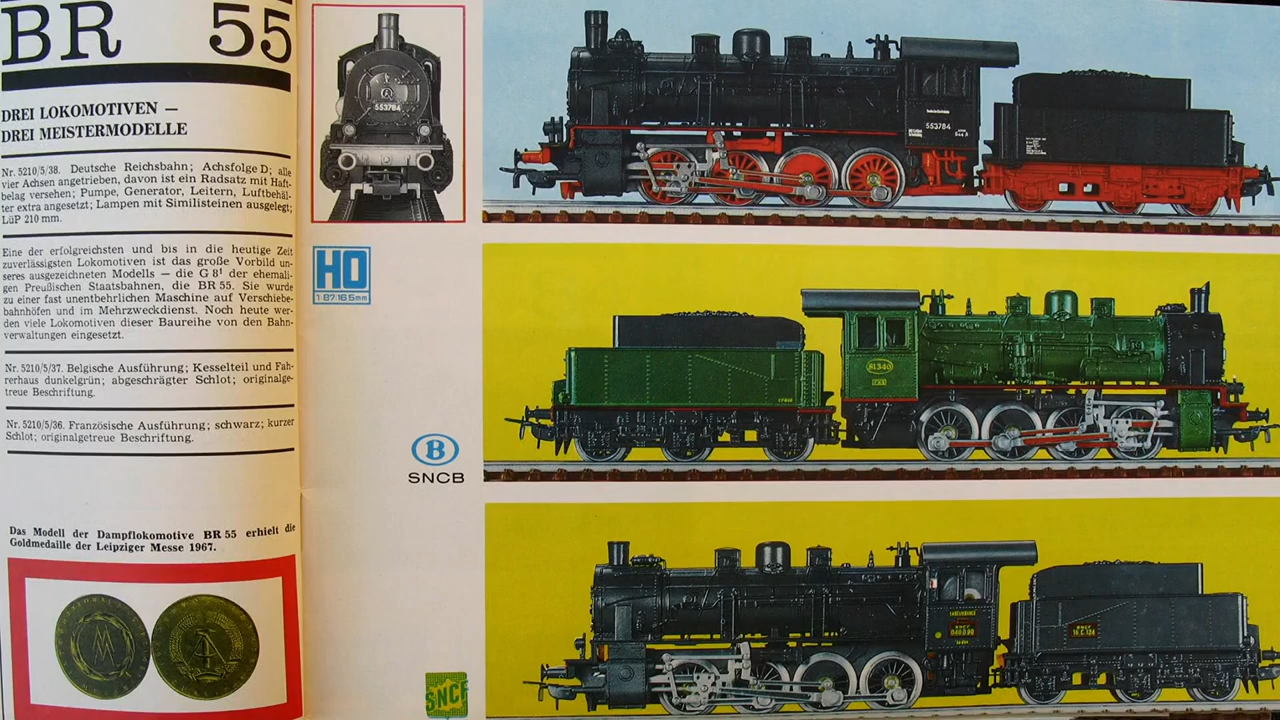 BR 55
DREI LOKOMOTIVEN —
DREI MEISTERMODELLE
Nr. 5210/5/38. Deutsche Reichsbahn; Achsfolge D; alle
vier Achsen angetrieben, davon ist ein Radsatz mit Haft-
belag versehen; Pumpe, Generator, Leitern, Luftbehäl-
ter extra angesetzt; Lampen mit Similisteinen ausgelegt;
LüP 210 mm.
Eine der erfolgreichsten und bis in die heutige Zeit
zuverlässigsten Lokomotiven ist das große Vorbild un-
seres ausgezeichneten Modells — die G 8¹ der ehemali-
gen Preußischen Staatsbahnen, die BR 55. Sie wurde
zu einer fast unentbehrlichen Maschine auf Verschiebe-
bahnhöfen und im Mehrzweckdienst. Noch heute wer-
den viele Lokomotiven dieser Baureihe von den Bahn-
verwaltungen eingesetzt.
Nr. 5210/5/37. Belgische Ausführung; Kesselteil und Fah-
rerhaus dunkelgrün; abgeschrägter Schlot; originalge-
treue Beschriftung.
Nr. 5210/5/36. Französische Ausführung; schwarz; kurzer
Schlot; originalgetreue Beschriftung.
Das Modell der Dampflokomotive BR 55 erhielt die
Goldmedaille der Leipziger Messe 1967.
553784
HO
1:87/16,5mm
B
SNCB
SNCF
Deutsche Reichsbahn
553784
81340